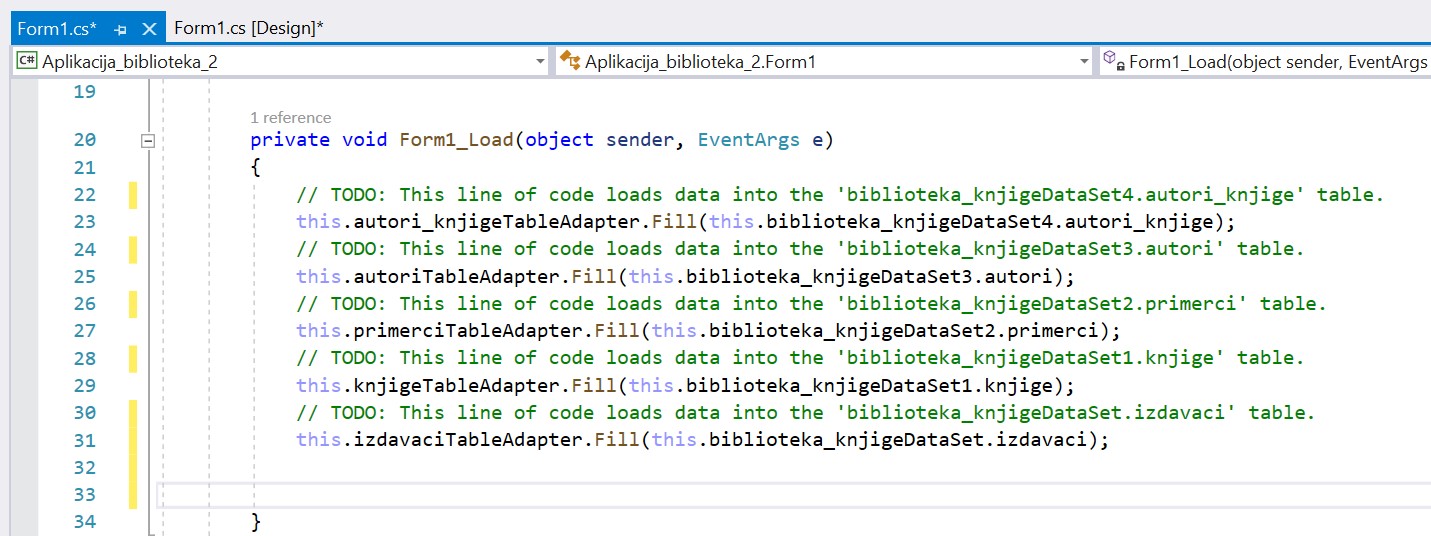 Form1.cs* Form1.cs [Design]*
C# Aplikacija_biblioteka_2 Aplikacija_biblioteka_2.Form1 Form1_Load(object sender, EventArgs
19
1 reference
20 private void Form1_Load(object sender, EventArgs e)
21 {
22 // TODO: This line of code loads data into the 'biblioteka_knjigeDataSet4.autori_knjige' table.
23 this.autori_knjigeTableAdapter.Fill(this.biblioteka_knjigeDataSet4.autori_knjige);
24 // TODO: This line of code loads data into the 'biblioteka_knjigeDataSet3.autori' table.
25 this.autoriTableAdapter.Fill(this.biblioteka_knjigeDataSet3.autori);
26 // TODO: This line of code loads data into the 'biblioteka_knjigeDataSet2.primerci' table.
27 this.primerciTableAdapter.Fill(this.biblioteka_knjigeDataSet2.primerci);
28 // TODO: This line of code loads data into the 'biblioteka_knjigeDataSet1.knjige' table.
29 this.knjigeTableAdapter.Fill(this.biblioteka_knjigeDataSet1.knjige);
30 // TODO: This line of code loads data into the 'biblioteka_knjigeDataSet.izdavaci' table.
31 this.izdavaciTableAdapter.Fill(this.biblioteka_knjigeDataSet.izdavaci);
32
33
34 }